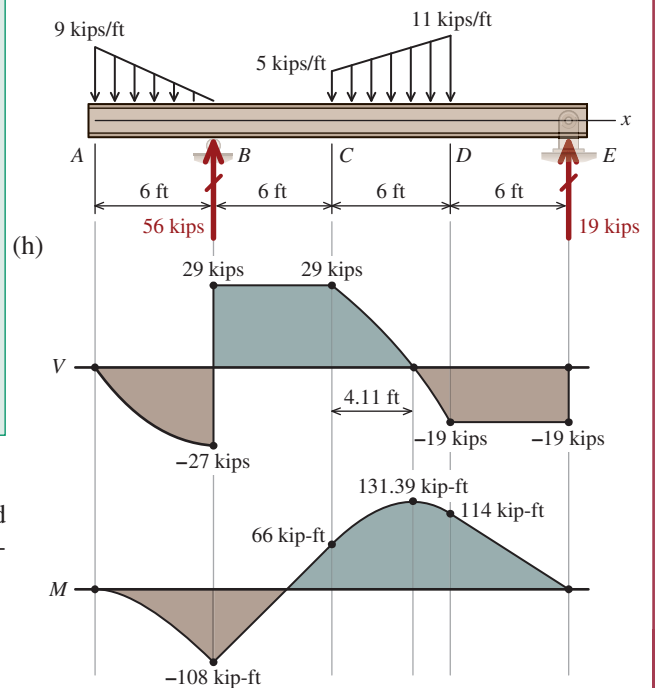 11 kips/ft
9 kips/ft
5 kips/ft
x
A B C D E
6 ft 6 ft 6 ft 6 ft
56 kips 19 kips
(h)
29 kips 29 kips
V
4.11 ft
−19 kips −19 kips
−27 kips
131.39 kip-ft
114 kip-ft
66 kip-ft
M
−108 kip-ft